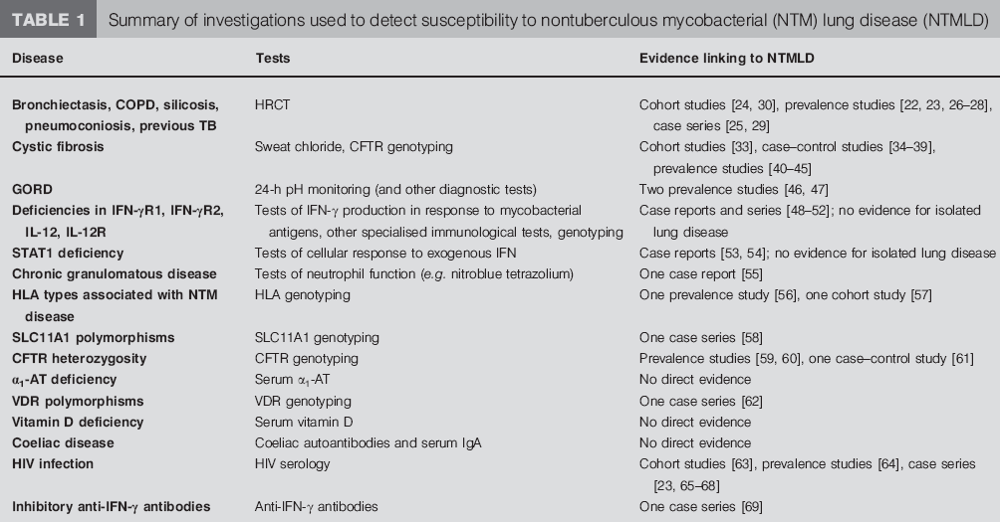 TABLE 1 Summary of investigations used to detect susceptibility to nontuberculous mycobacterial (NTM) lung disease (NTMLD)
Disease Tests Evidence linking to NTMLD
Bronchiectasis, COPD, silicosis, HRCT Cohort studies [24, 30], prevalence studies [22, 23, 26–28],
pneumoconiosis, previous TB case series [25, 29]
Cystic fibrosis Sweat chloride, CFTR genotyping Cohort studies [33], case–control studies [34–39],
prevalence studies [40–45]
GORD 24-h pH monitoring (and other diagnostic tests) Two prevalence studies [46, 47]
Deficiencies in IFN-γR1, IFN-γR2, Tests of IFN-γ production in response to mycobacterial Case reports and series [48–52]; no evidence for isolated
IL-12, IL-12R antigens, other specialised immunological tests, genotyping lung disease
STAT1 deficiency Tests of cellular response to exogenous IFN Case reports [53, 54]; no evidence for isolated lung disease
Chronic granulomatous disease Tests of neutrophil function (e.g. nitroblue tetrazolium) One case report [55]
HLA types associated with NTM HLA genotyping One prevalence study [56], one cohort study [57]
disease
SLC11A1 polymorphisms SLC11A1 genotyping One case series [58]
CFTR heterozygosity CFTR genotyping Prevalence studies [59, 60], one case–control study [61]
α1-AT deficiency Serum α1-AT No direct evidence
VDR polymorphisms VDR genotyping One case series [62]
Vitamin D deficiency Serum vitamin D No direct evidence
Coeliac disease Coeliac autoantibodies and serum IgA No direct evidence
HIV infection HIV serology Cohort studies [63], prevalence studies [64], case series
[23, 65–68]
Inhibitory anti-IFN-γ antibodies Anti-IFN-γ antibodies One case series [69]